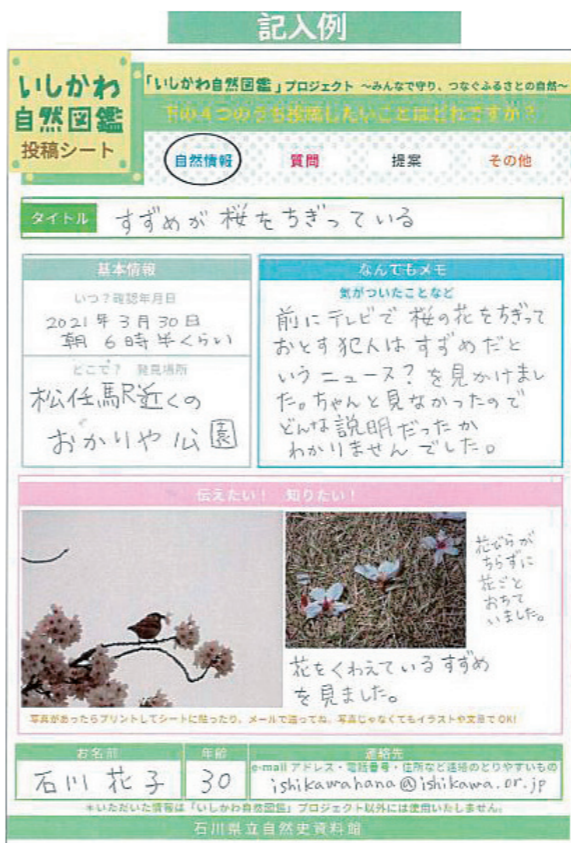 記入例
いしかわ
自然図鑑
投稿シート
「いしかわ自然図鑑」プロジェクト ～みんなで守り、つなぐふるさとの自然～
下の4つのうち投稿したいことはどれですか？
自然情報 質問 提案 その他
タイトル すずめが桜をちぎっている
基本情報
いつ？確認年月日
2021年3月30日
朝 6時半くらい
どこで？ 発見場所
松任駅近くの
おかりや公園
なんでもメモ
気がついたことなど
前にテレビで桜の花をちぎって
おとす犯人はすずめだと
いうニュース？を見かけまし
た。ちゃんと見なかったので
どんな説明だったか
わかりませんでした。
伝えたい！ 知りたい！
花びらが
ちらずに
花ごと
おちて
いました。
花をくわえているすずめ
を見ました。
写真があったらプリントしてシートに貼ったり、メールで送ってね。写真じゃなくてもイラストや文章でOK!
お名前 年齢 連絡先
e-mailアドレス・電話番号・住所など連絡のとりやすいもの
石川 花子 30 ishikawahana@ishikawa.or.jp
＊いただいた情報は「いしかわ自然図鑑」プロジェクト以外には使用いたしません。
石川県立自然史資料館